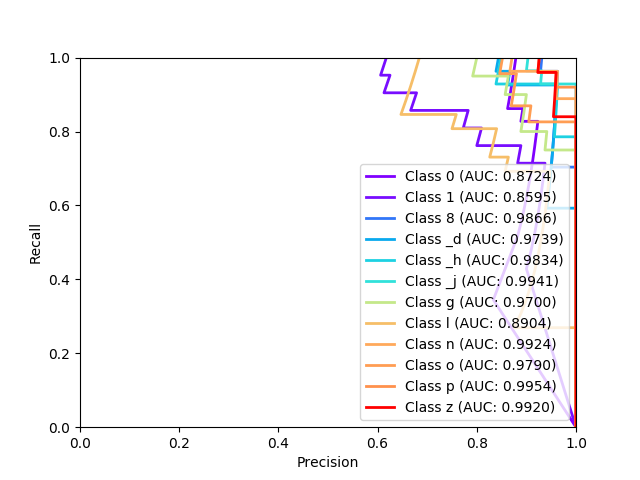 1.0
0.8
0.6
0.4
0.2
0.0
Recall
Class 0 (AUC: 0.8724)
Class 1 (AUC: 0.8595)
Class 8 (AUC: 0.9866)
Class _d (AUC: 0.9739)
Class _h (AUC: 0.9834)
Class _j (AUC: 0.9941)
Class g (AUC: 0.9700)
Class l (AUC: 0.8904)
Class n (AUC: 0.9924)
Class o (AUC: 0.9790)
Class p (AUC: 0.9954)
Class z (AUC: 0.9920)
0.0 0.2 0.4 0.6 0.8 1.0
Precision